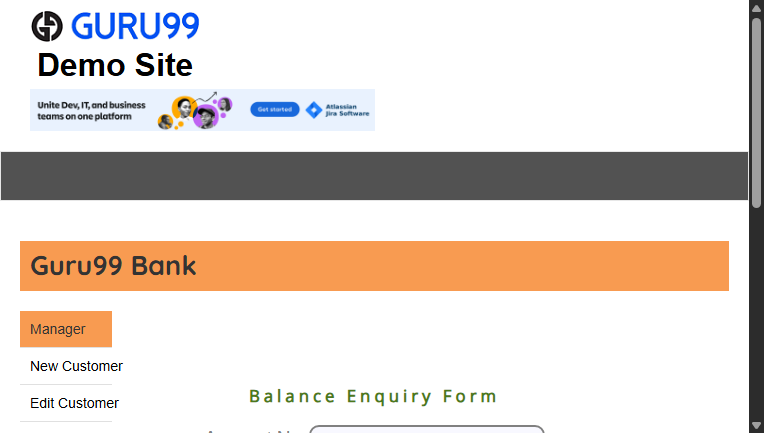 GURU99
Demo Site
Unite Dev, IT, and business
teams on one platform
Get started
Atlassian
Jira Software
Guru99 Bank
Manager
New Customer
Balance Enquiry Form
Edit Customer